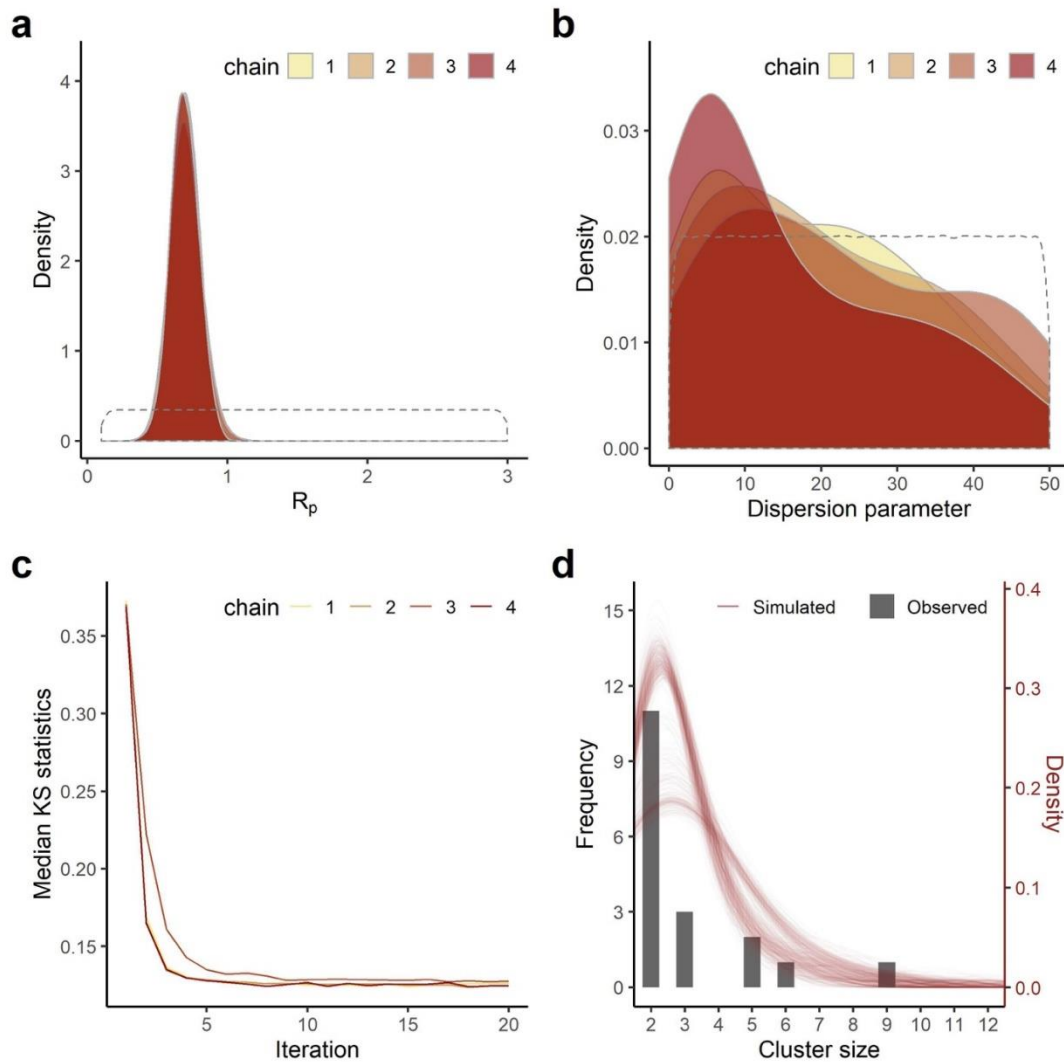 a
chain 1 2 3 4
4
3
2
1
0
Density
0 1 2 3
Rp
b
chain 1 2 3 4
0.03
0.02
0.01
0.00
Density
0 10 20 30 40 50
Dispersion parameter
c
chain 1 2 3 4
0.35
0.30
0.25
0.20
0.15
Median KS statistics
5 10 15 20
Iteration
d
Simulated Observed
15
12
9
6
3
0
Frequency
0.4
0.3
0.2
0.1
0.0
Density
2 3 4 5 6 7 8 9 10 11 12
Cluster size